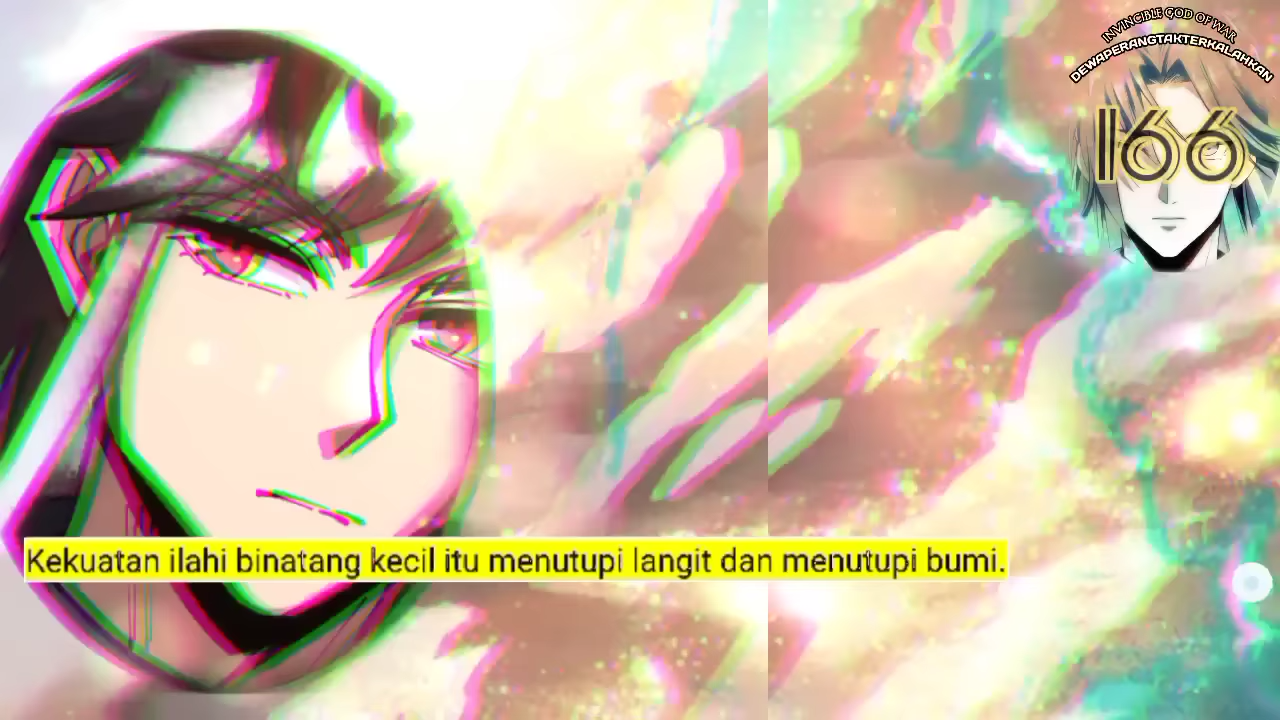 INVINCIBLE GOD OF WAR
DEWAPERANGTAKTERKALAHKAN
166
Kekuatan ilahi binatang kecil itu menutupi langit dan menutupi bumi.